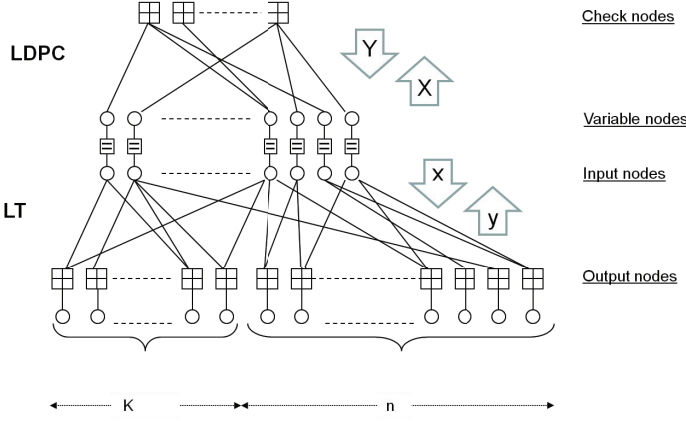 Check nodes
LDPC
Y
X
Variable nodes
Input nodes
x
LT
y
Output nodes
K
n